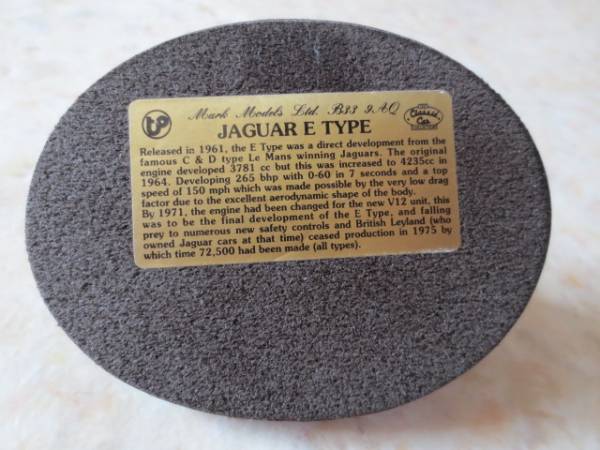 Mark Models Ltd. B33 9AQ
Classic
Car
JAGUAR E TYPE
Released in 1961, the E Type was a direct development from the
famous C & D type Le Mans winning Jaguars. The original
engine developed 3781 cc but this was increased to 4235cc in
1964. Developing 265 bhp with 0-60 in 7 seconds and a top
speed of 150 mph which was made possible by the very low drag
factor due to the excellent aerodynamic shape of the body.
By 1971, the engine had been changed for the new V12 unit, this
was to be the final development of the E Type, and falling
prey to numerous new safety controls and British Leyland (who
owned Jaguar cars at that time) ceased production in 1975 by
which time 72,500 had been made (all types).